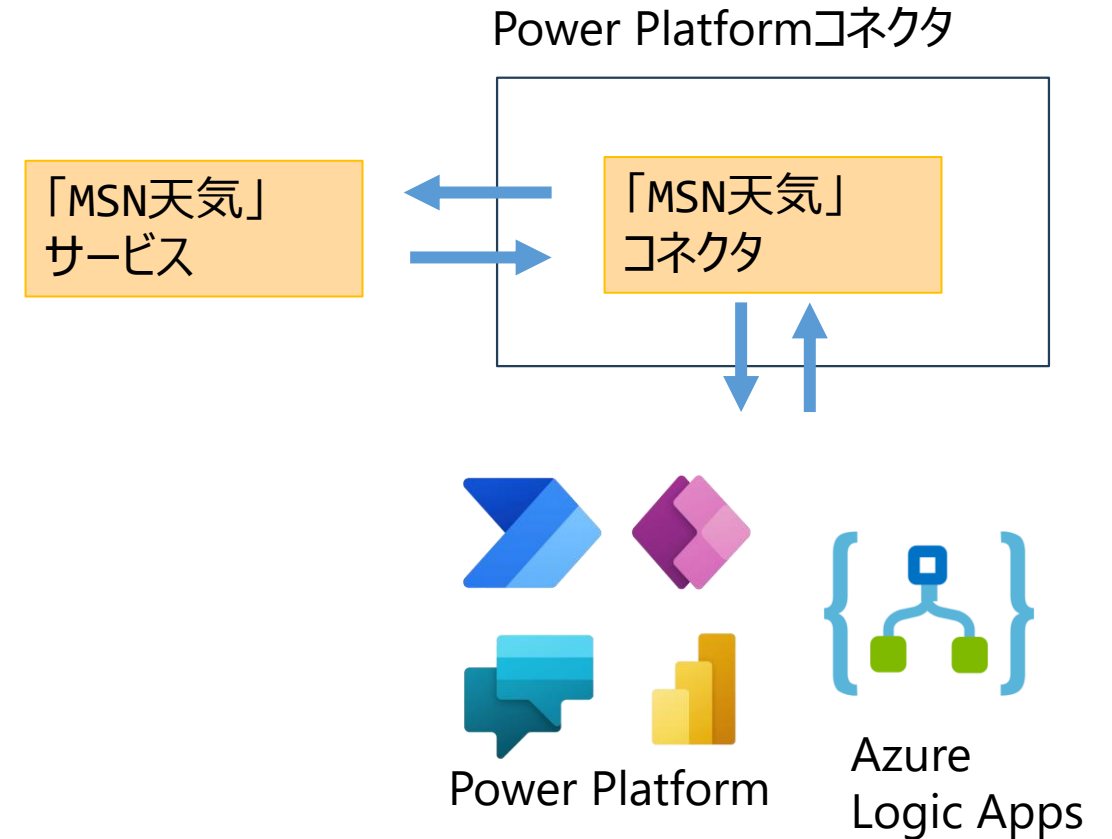 Power Platformコネクタ
「MSN天気」
サービス
「MSN天気」
コネクタ
Power Platform
Azure
Logic Apps